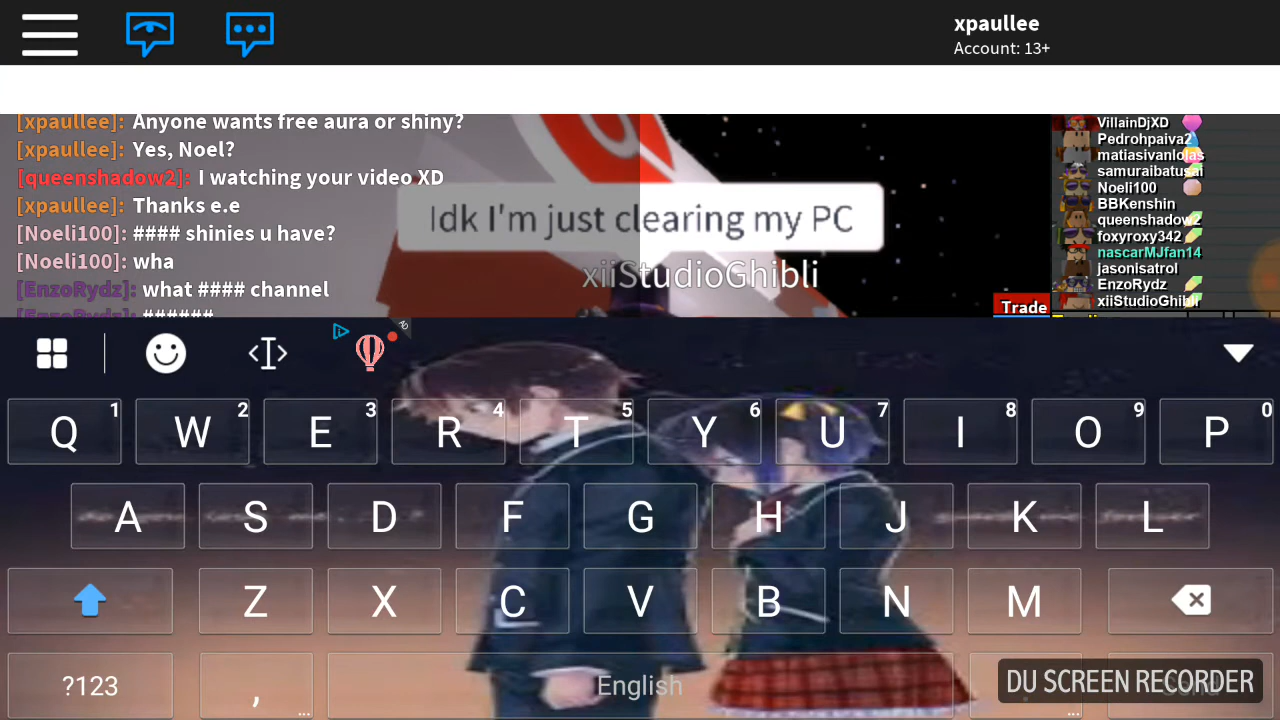 xpaullee
Account: 13+
[xpaullee]: Anyone wants free aura or shiny?
[xpaullee]: Yes, Noel?
[queenshadow2]: I watching your video XD
[xpaullee]: Thanks e.e
[Noeli100]: #### shinies u have?
[Noeli100]: wha
[EnzoRydz]: what #### channel
[EnzoRydz]: ######
Idk I'm just clearing my PC
xiiStudioGhibli
VillainDjXD
Pedrohpaiva2
matiasivanlolas
samuraibatusai
Noeli100
BBKenshin
queenshadow2
foxyroxy342
nascarMJfan14
jasonisatrol
EnzoRydz
xiiStudioGhibli
Trade
Q 1 W 2 E 3 R 4 T 5 Y 6 U 7 I 8 O 9 P 0
A S D F G H J K L
Z X C V B N M
?123 , ... English ...
DU SCREEN RECORDER